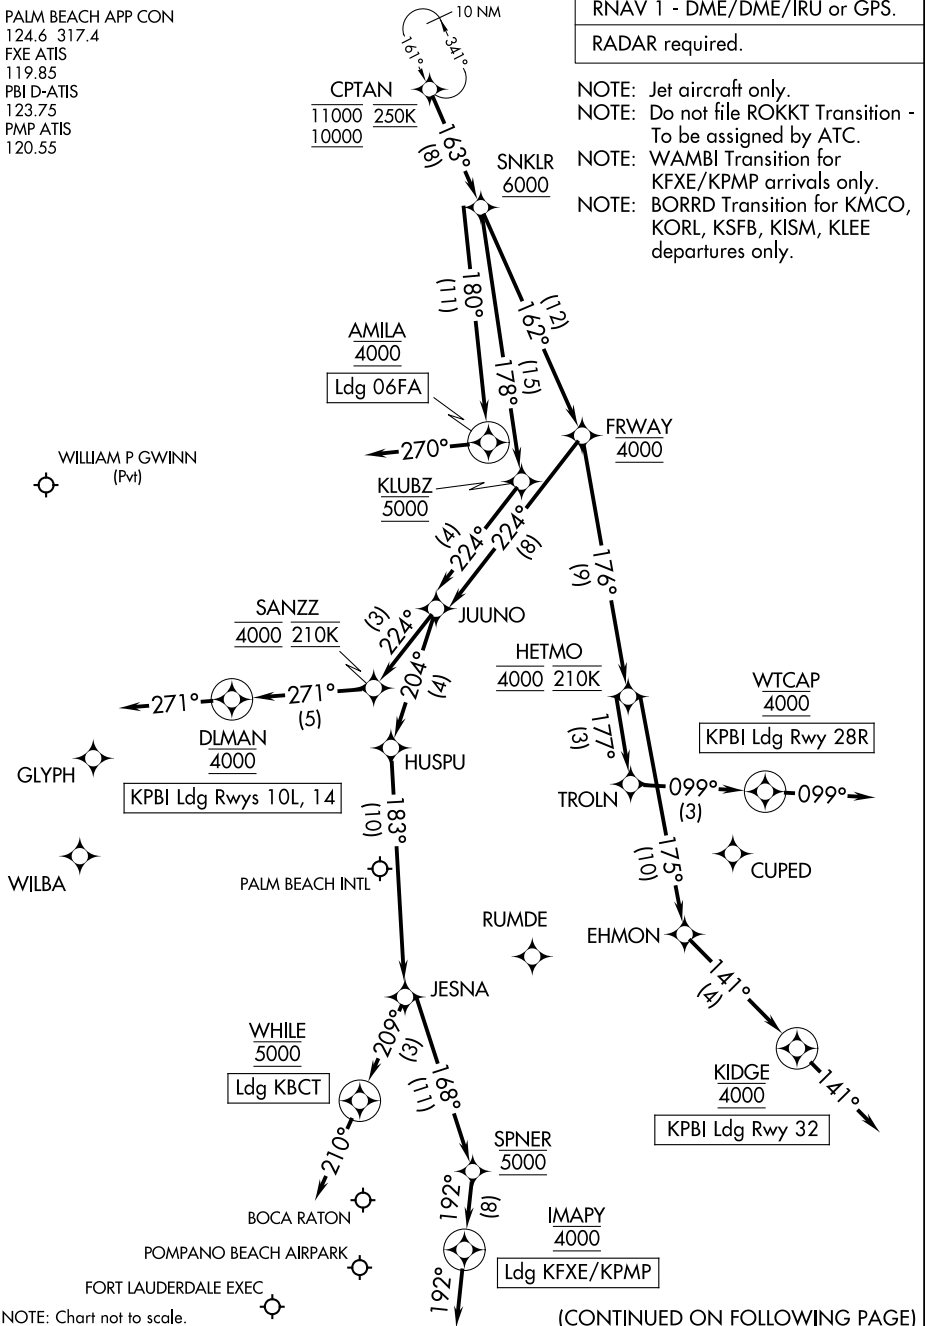 PALM BEACH APP CON
124.6 317.4
FXE ATIS
119.85
PBI D-ATIS
123.75
PMP ATIS
120.55
RNAV 1 - DME/DME/IRU or GPS.
RADAR required.
NOTE: Jet aircraft only.
NOTE: Do not file ROKKT Transition -
To be assigned by ATC.
NOTE: WAMBI Transition for
KFXE/KPMP arrivals only.
NOTE: BORRD Transition for KMCO,
KORL, KSFB, KISM, KLEE
departures only.
10 NM
161°
341°
CPTAN
11000 250K
10000
163°
(8)
SNKLR
6000
180°
(11)
178°
(15)
162°
(12)
AMILA
4000
Ldg 06FA
270°
FRWAY
4000
WILLIAM P GWINN
(Pvt)
KLUBZ
5000
224°
(4)
224°
(8)
176°
(9)
JUUNO
SANZZ
4000 210K
224°
(3)
204°
(4)
HETMO
4000 210K
WTCAP
4000
KPBI Ldg Rwy 28R
271°
271°
(5)
DLMAN
4000
KPBI Ldg Rwys 10L, 14
GLYPH
HUSPU
177°
(3)
TROLN
099°
(3)
099°
183°
(10)
175°
(10)
WILBA
PALM BEACH INTL
CUPED
RUMDE
EHMON
141°
(4)
JESNA
WHILE
5000
Ldg KBCT
209°
(3)
168°
(11)
KIDGE
4000
KPBI Ldg Rwy 32
141°
210°
SPNER
5000
192°
(8)
BOCA RATON
IMAPY
4000
Ldg KFXE/KPMP
POMPANO BEACH AIRPARK
FORT LAUDERDALE EXEC
192°
NOTE: Chart not to scale.
(CONTINUED ON FOLLOWING PAGE)